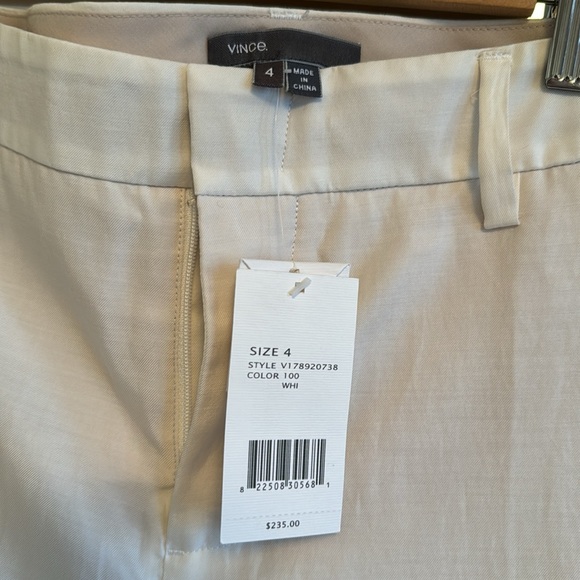 VINCE.
4
MADE
IN
CHINA
SIZE 4
STYLE V178920738
COLOR 100
WHI
8 22508 30568 1
$235.00